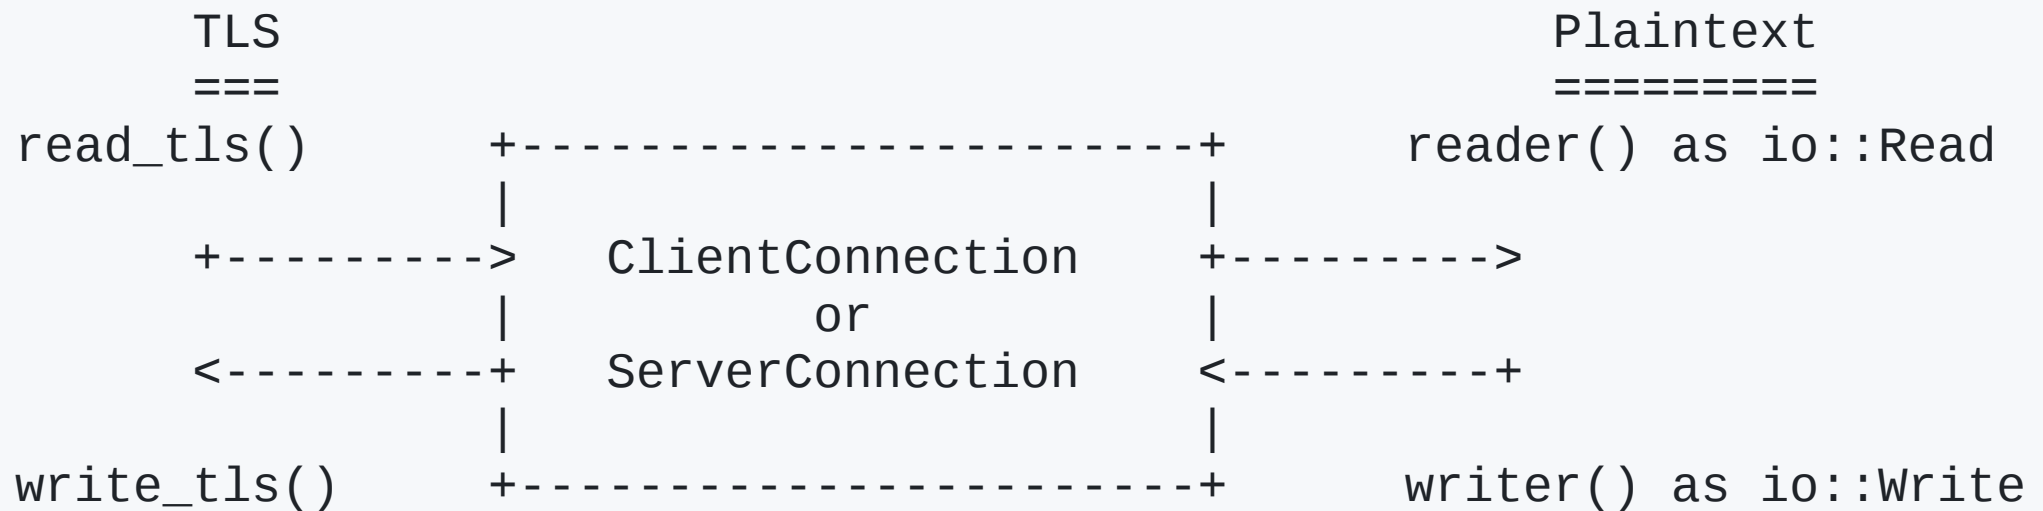 TLS                                          Plaintext
      ===                                          =========
read_tls()      +-----------------------+      reader() as io::Read
                |                       |
      +--------->   ClientConnection    +--------->
                |          or           |
      <---------+   ServerConnection    <---------+
                |                       |
write_tls()     +-----------------------+      writer() as io::Write